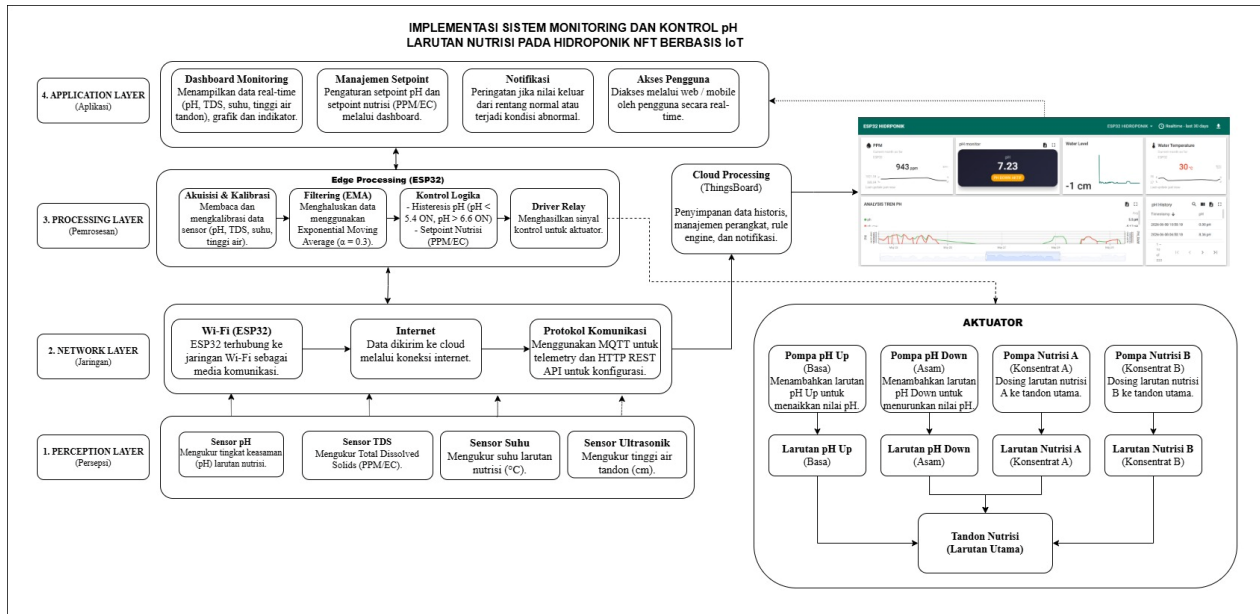 IMPLEMENTASI SISTEM MONITORING DAN KONTROL pH
LARUTAN NUTRISI PADA HIDROPONIK NFT BERBASIS IoT
4. APPLICATION LAYER
(Aplikasi)
Dashboard Monitoring
Menampilkan data real-time
(pH, TDS, suhu, tinggi air
tandon), grafik dan indikator.
Manajemen Setpoint
Pengaturan setpoint pH dan
setpoint nutrisi (PPM/EC)
melalui dashboard.
Notifikasi
Peringatan jika nilai keluar
dari rentang normal atau
terjadi kondisi abnormal.
Akses Pengguna
Diakses melalui web / mobile
oleh pengguna secara real-
time.
3. PROCESSING LAYER
(Pemrosesan)
Edge Processing (ESP32)
Akuisisi & Kalibrasi
Membaca dan
mengkalibrasi data
sensor (pH, TDS, suhu,
tinggi air).
Filtering (EMA)
Menghaluskan data
menggunakan
Exponential Moving
Average (α = 0.3).
Kontrol Logika
- Histeresis pH (pH <
5.4 ON, pH > 6.6 ON)
- Setpoint Nutrisi
(PPM/EC)
Driver Relay
Menghasilkan sinyal
kontrol untuk aktuator.
Cloud Processing
(ThingsBoard)
Penyimpanan data historis,
manajemen perangkat, rule
engine, dan notifikasi.
ESP32 HIDROPONIK
ESP32 HIDROPONIK
Realtime - last 30 days
PPM
943 ppm
pH monitor
pH
7.23
Water Level
-1 cm
Water Temperature
30 °C
ANALISIS TREN PH
pH History
Timestamp
pH
2. NETWORK LAYER
(Jaringan)
Wi-Fi (ESP32)
ESP32 terhubung ke
jaringan Wi-Fi sebagai
media komunikasi.
Internet
Data dikirim ke cloud
melalui koneksi internet.
Protokol Komunikasi
Menggunakan MQTT untuk
telemetry dan HTTP REST
API untuk konfigurasi.
1. PERCEPTION LAYER
(Persepsi)
Sensor pH
Mengukur tingkat keasaman
(pH) larutan nutrisi.
Sensor TDS
Mengukur Total Dissolved
Solids (PPM/EC).
Sensor Suhu
Mengukur suhu larutan
nutrisi (°C).
Sensor Ultrasonik
Mengukur tinggi air
tandon (cm).
AKTUATOR
Pompa pH Up
(Basa)
Menambahkan larutan
pH Up untuk
menaikkan nilai pH.
Pompa pH Down
(Asam)
Menambahkan larutan
pH Down untuk
menurunkan nilai pH.
Pompa Nutrisi A
(Konsentrat A)
Dosing larutan nutrisi
A ke tandon utama.
Pompa Nutrisi B
(Konsentrat B)
Dosing larutan nutrisi
B ke tandon utama.
Larutan pH Up
(Basa)
Larutan pH Down
(Asam)
Larutan Nutrisi A
(Konsentrat A)
Larutan Nutrisi B
(Konsentrat B)
Tandon Nutrisi
(Larutan Utama)